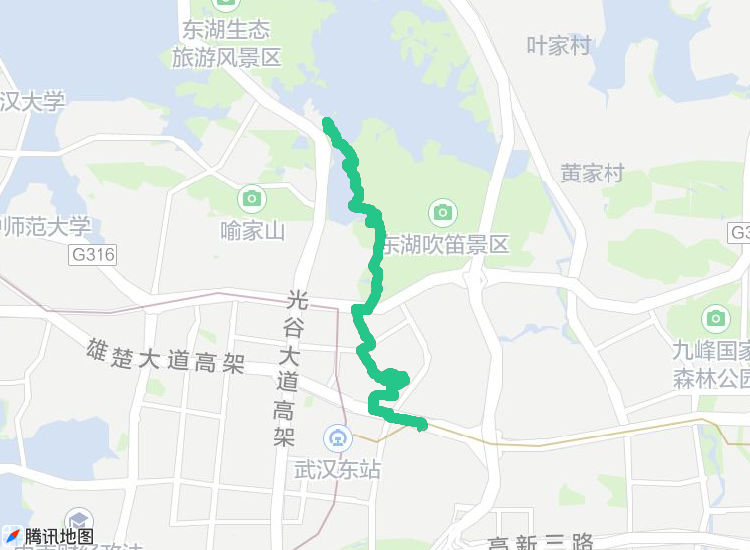 东湖生态
旅游风景区
叶家村
汉大学
黄家村
师范大学
喻家山
东湖吹笛景区
G316
G3
光谷大道高架
雄楚大道高架
九峰国家
森林公园
武汉东站
高新三路
腾讯地图